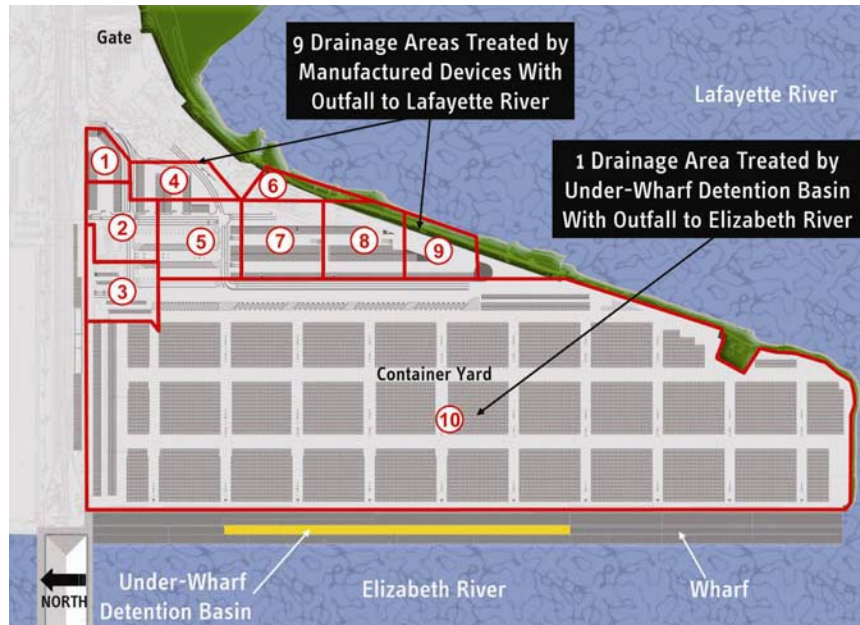 Gate
9 Drainage Areas Treated by
Manufactured Devices With
Outfall to Lafayette River
Lafayette River
1 Drainage Area Treated by
Under-Wharf Detention Basin
With Outfall to Elizabeth River
1
4
6
2
5
7
8
9
3
Container Yard
10
Under-Wharf
Detention Basin
Elizabeth River
Wharf
NORTH